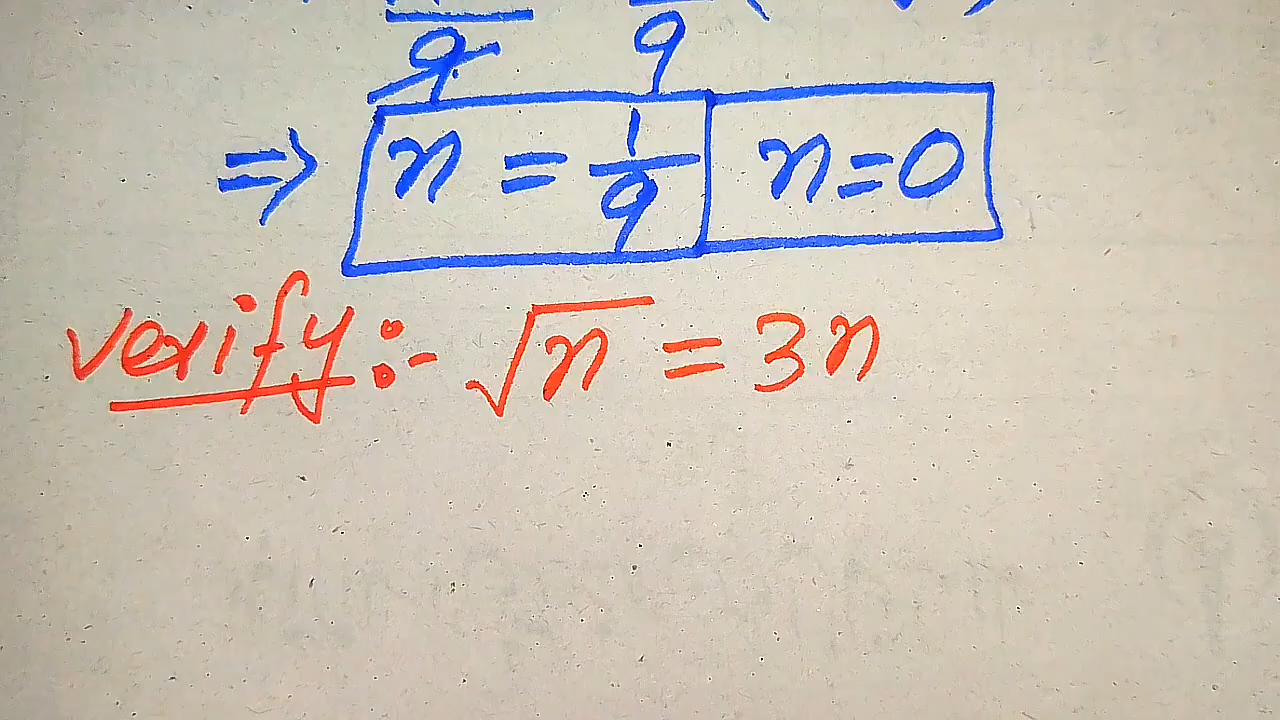 9 9
=> n = 1/9 n=0
verify :- √n = 3n